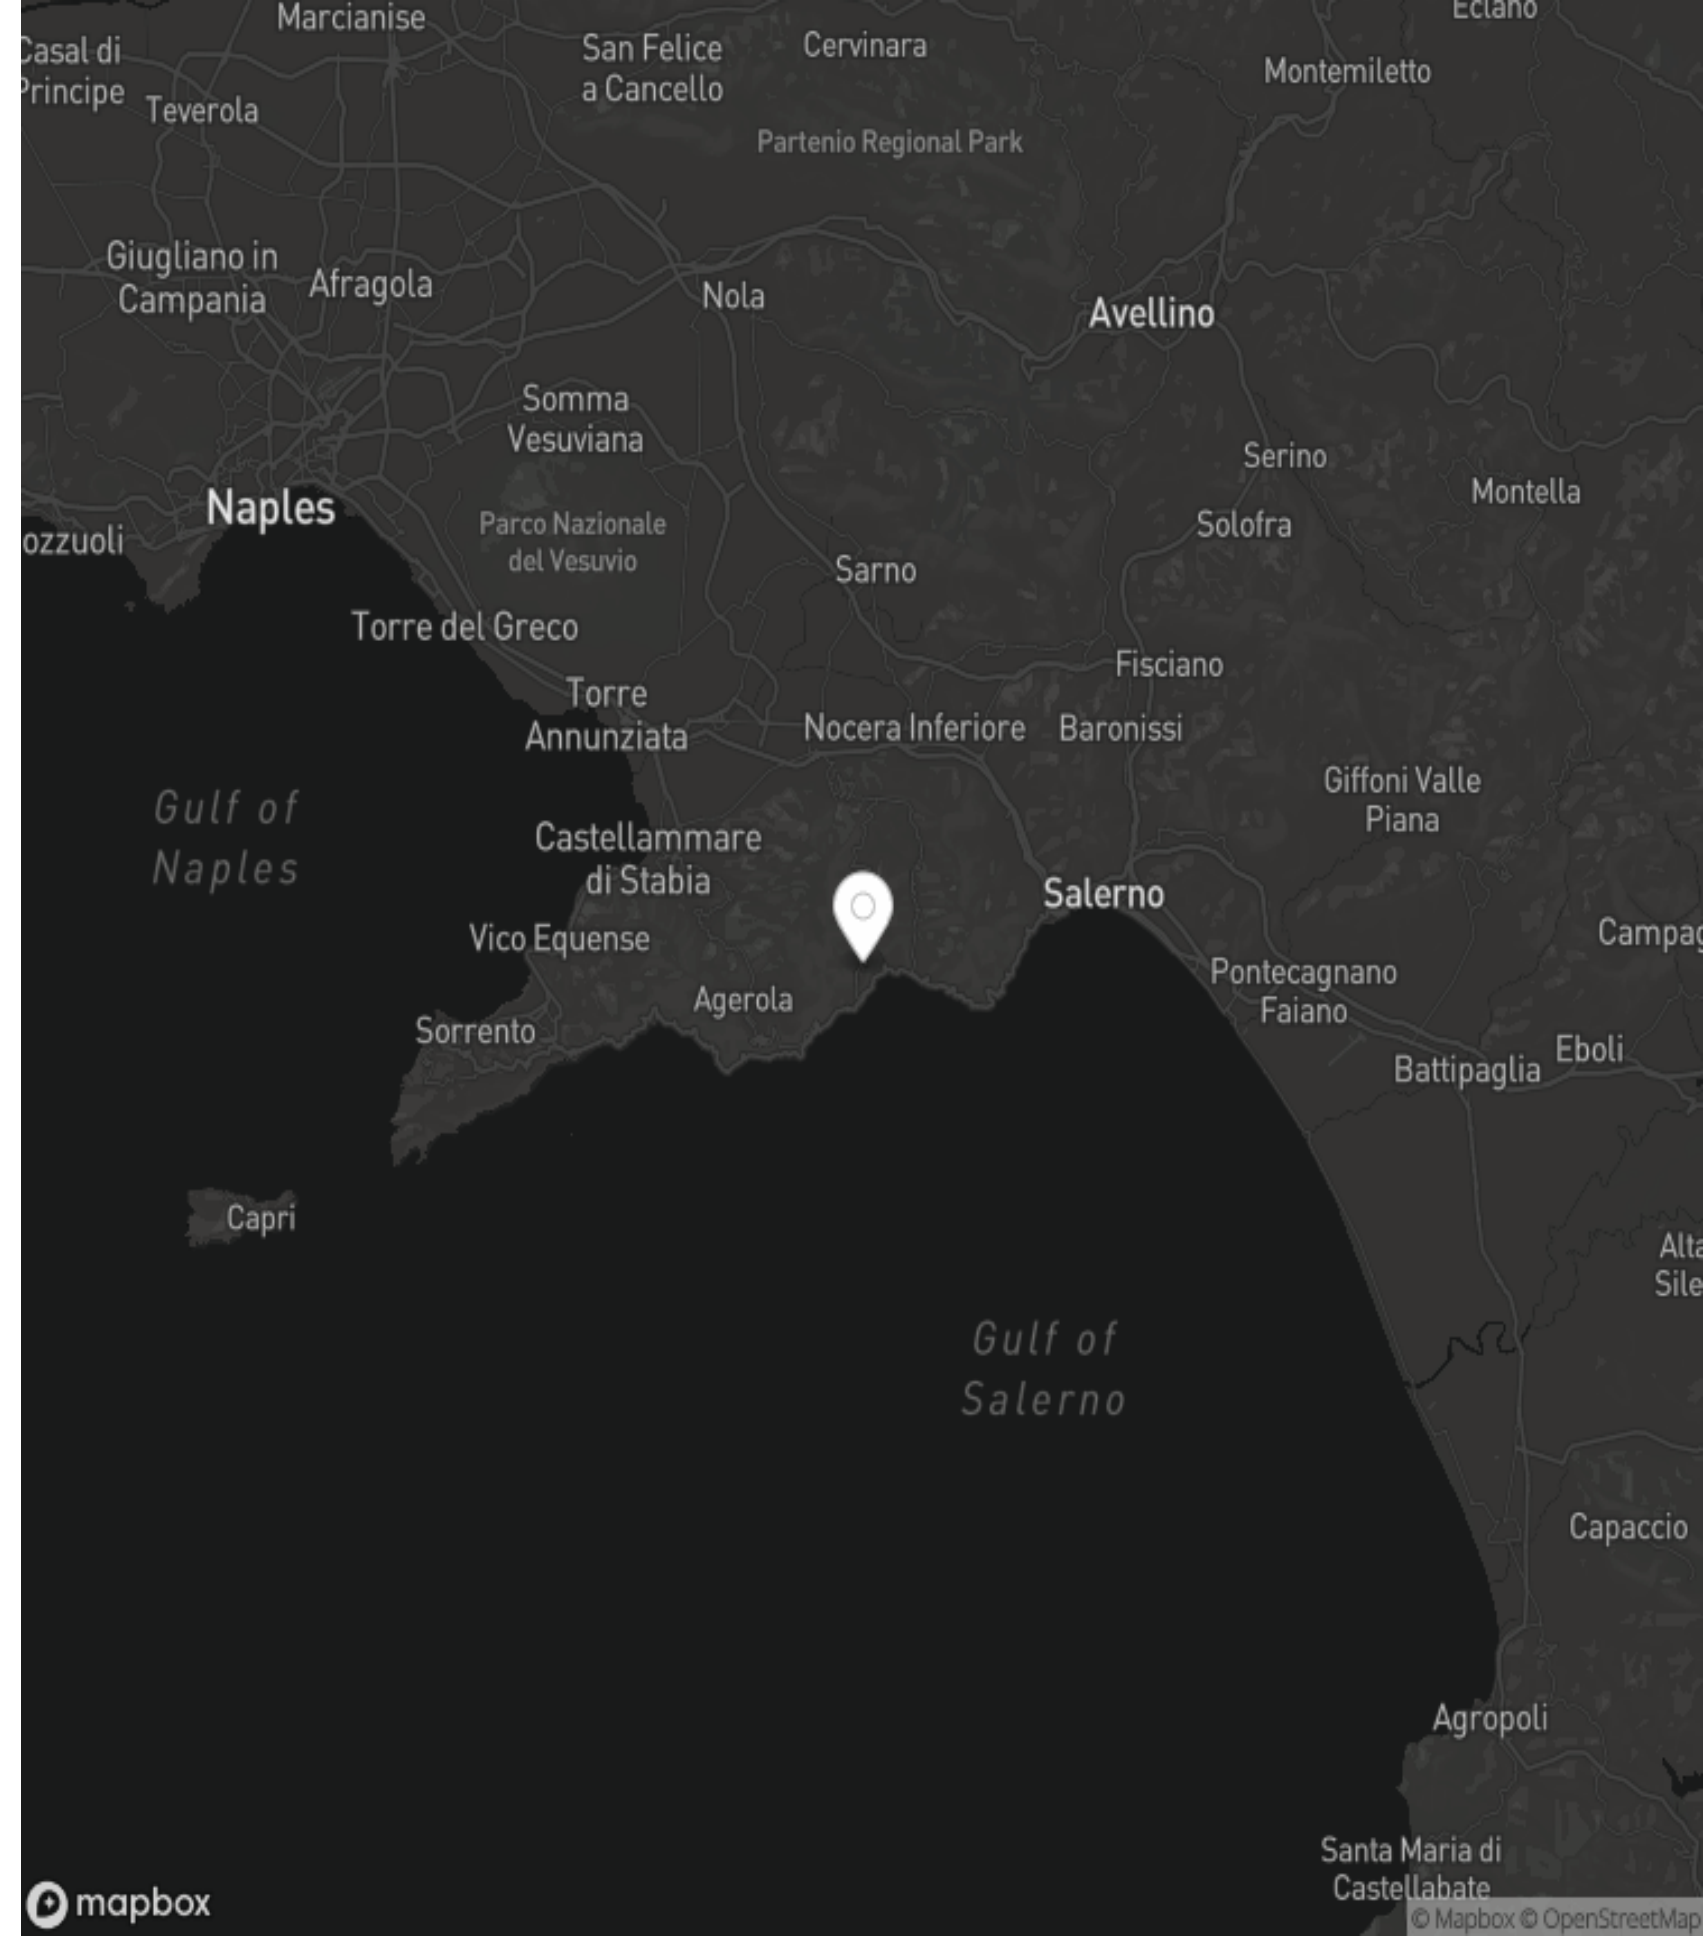 Marcianise
Eclano
Casal di
Principe
San Felice
a Cancello
Cervinara
Montemiletto
Teverola
Partenio Regional Park
Giugliano in
Campania
Afragola
Nola
Avellino
Somma
Vesuviana
Serino
Montella
Naples
Parco Nazionale
del Vesuvio
Solofra
ozzuoli
Sarno
Torre del Greco
Fisciano
Torre
Annunziata
Nocera Inferiore
Baronissi
Gulf of
Naples
Giffoni Valle
Piana
Castellammare
di Stabia
Salerno
Vico Equense
Campag
Pontecagnano
Faiano
Agerola
Sorrento
Eboli
Battipaglia
Capri
Alta
Sile
Gulf of
Salerno
Capaccio
Agropoli
Santa Maria di
Castellabate
mapbox
© Mapbox © OpenStreetMap